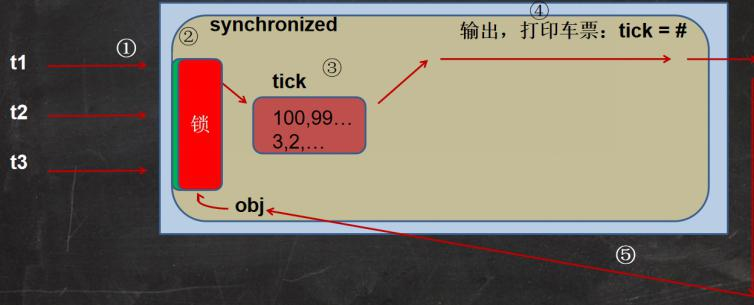 ④
synchronized
输出，打印车票：tick = #
①
②
t1
③
tick
100,99…
3,2,…
t2
锁
t3
obj
⑤